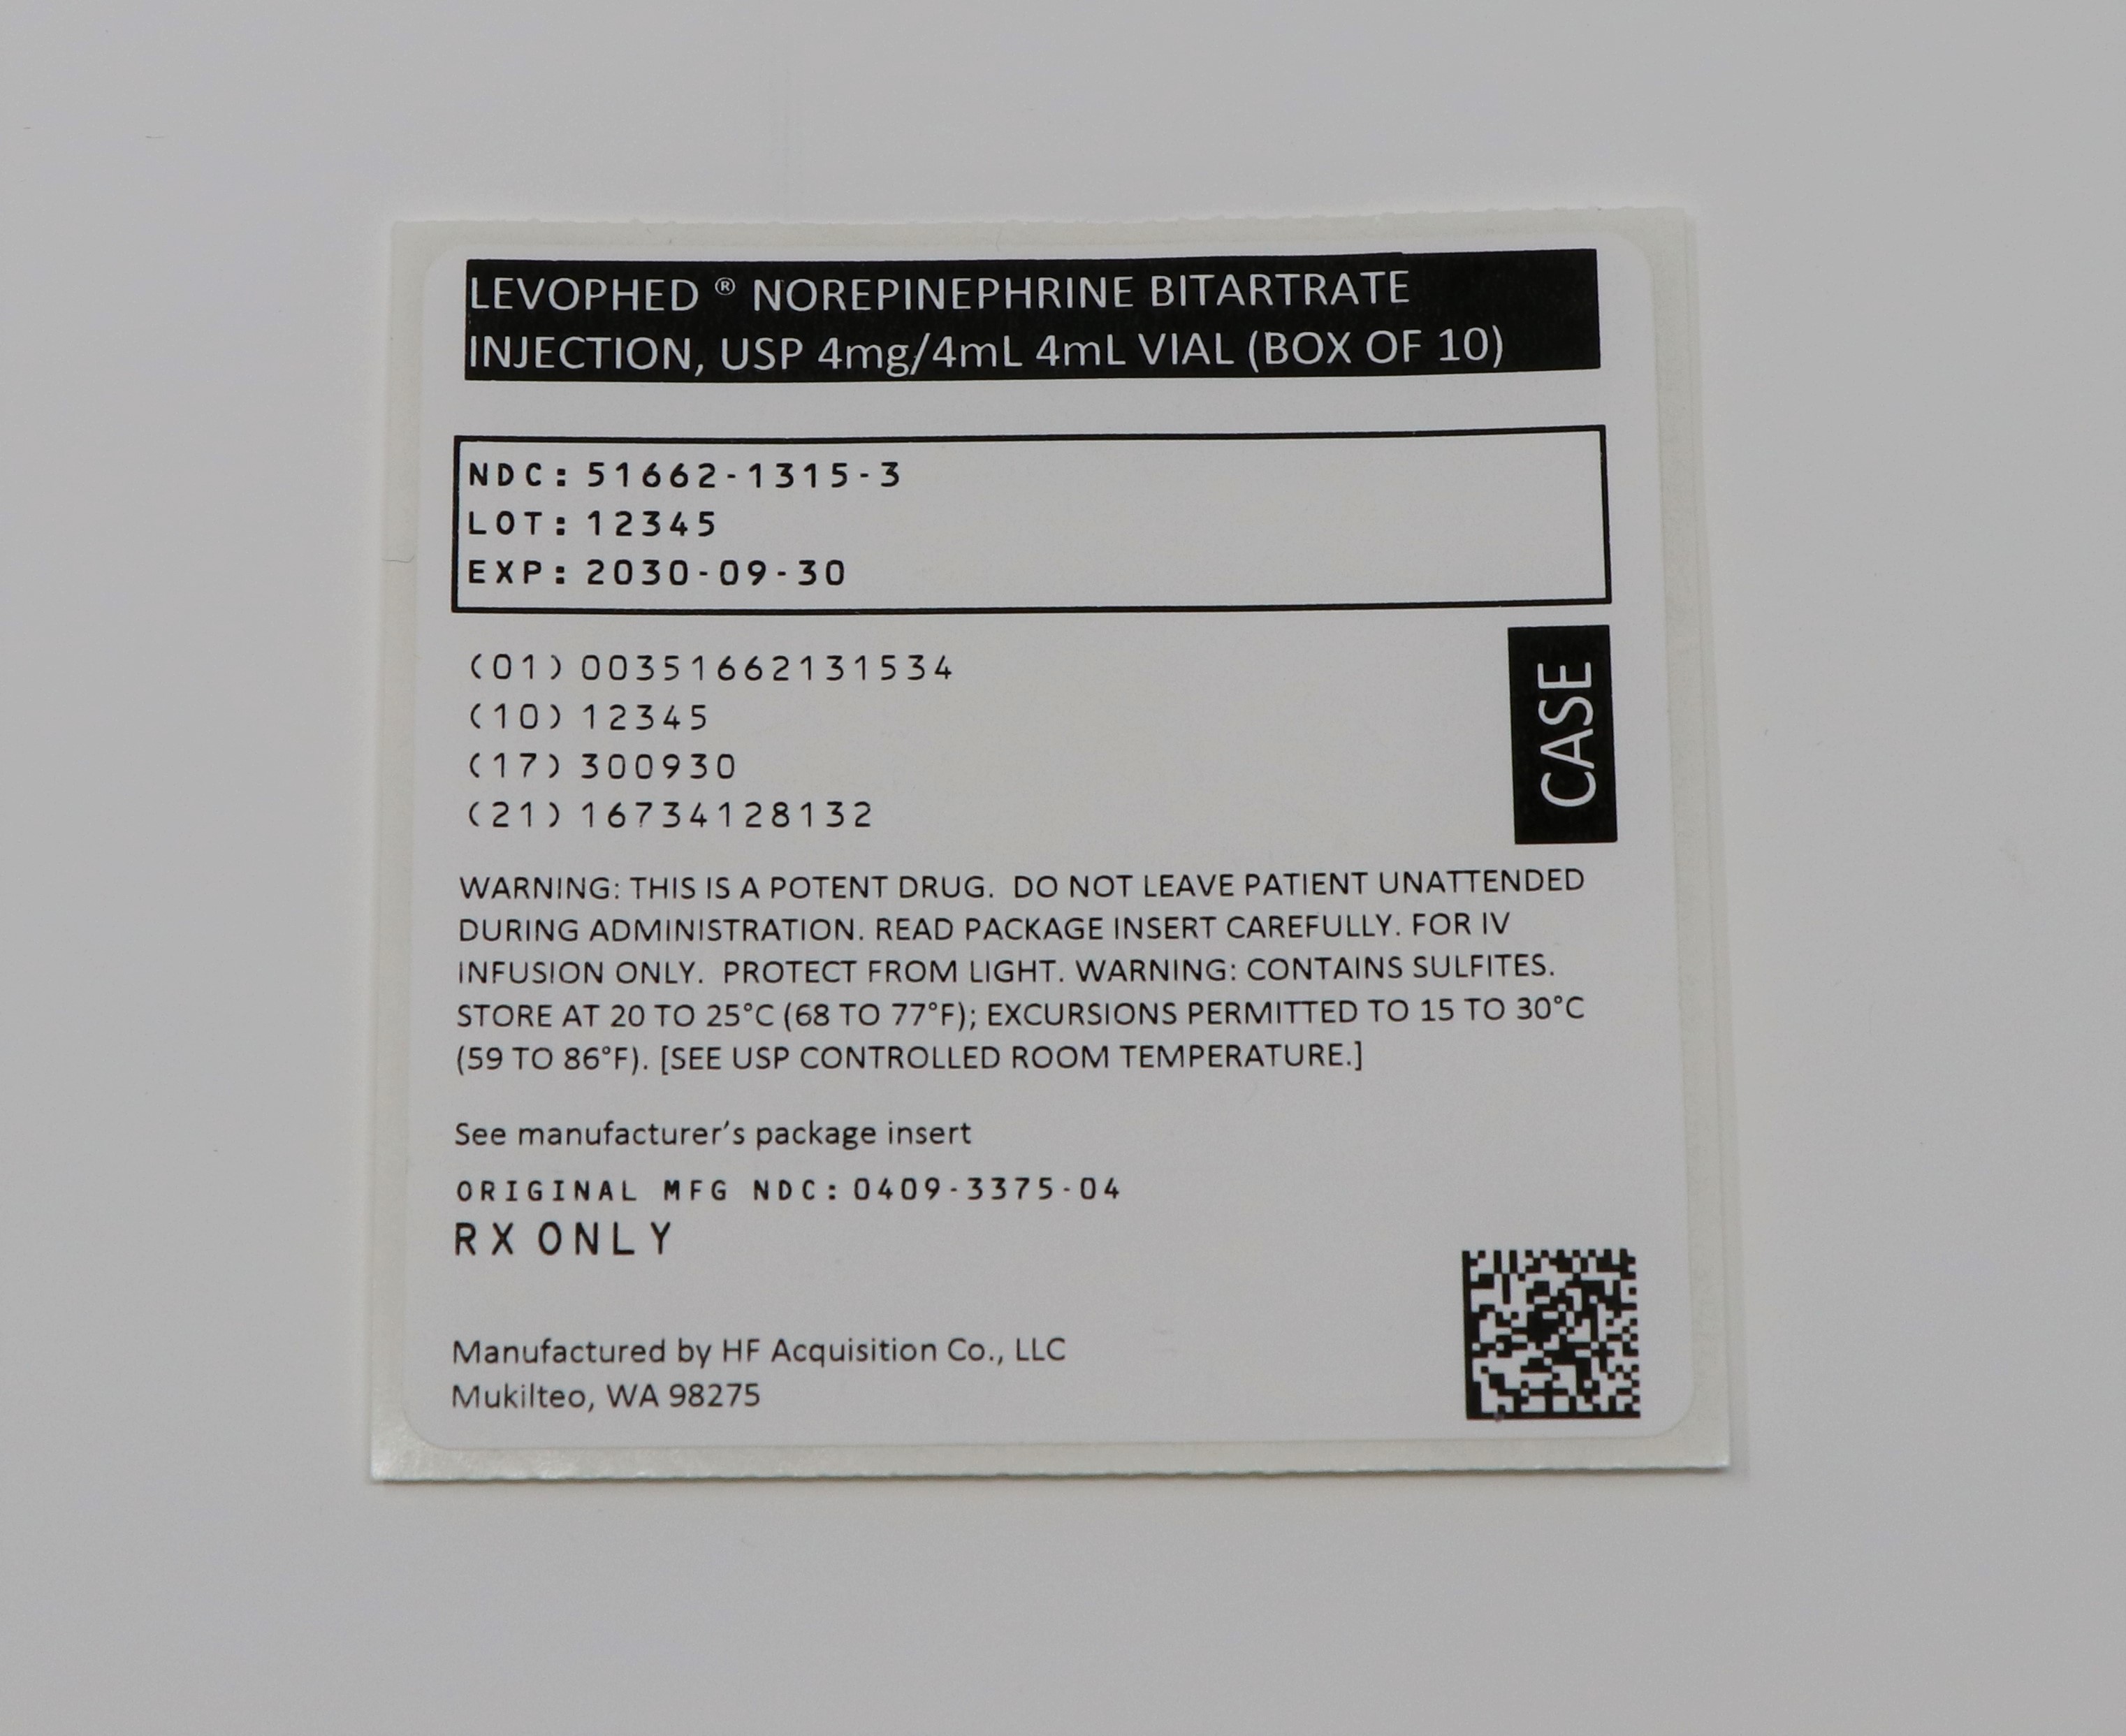 LEVOPHED ® NOREPINEPHRINE BITARTRATE
INJECTION, USP 4mg/4mL 4mL VIAL (BOX OF 10)
NDC: 51662-1315-3
LOT: 12345
EXP: 2030-09-30
(01) 00351662131534
(10) 12345
(17) 300930
(21) 16734128132
CASE
WARNING: THIS IS A POTENT DRUG.  DO NOT LEAVE PATIENT UNATTENDED
DURING ADMINISTRATION. READ PACKAGE INSERT CAREFULLY. FOR IV
INFUSION ONLY.  PROTECT FROM LIGHT. WARNING: CONTAINS SULFITES.
STORE AT 20 TO 25°C (68 TO 77°F); EXCURSIONS PERMITTED TO 15 TO 30°C
(59 TO 86°F). [SEE USP CONTROLLED ROOM TEMPERATURE.]
See manufacturer's package insert
ORIGINAL MFG NDC: 0409-3375-04
RX ONLY
Manufactured by HF Acquisition Co., LLC
Mukilteo, WA 98275